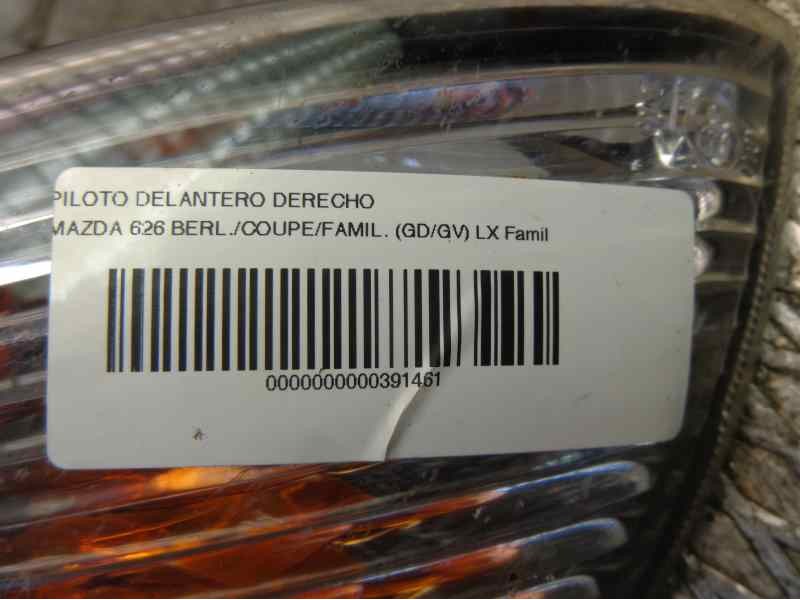 PILOTO DELANTERO DERECHO
MAZDA 626 BERL./COUPE/FAMIL. (GD/GV) LX Famil
0000000000391461